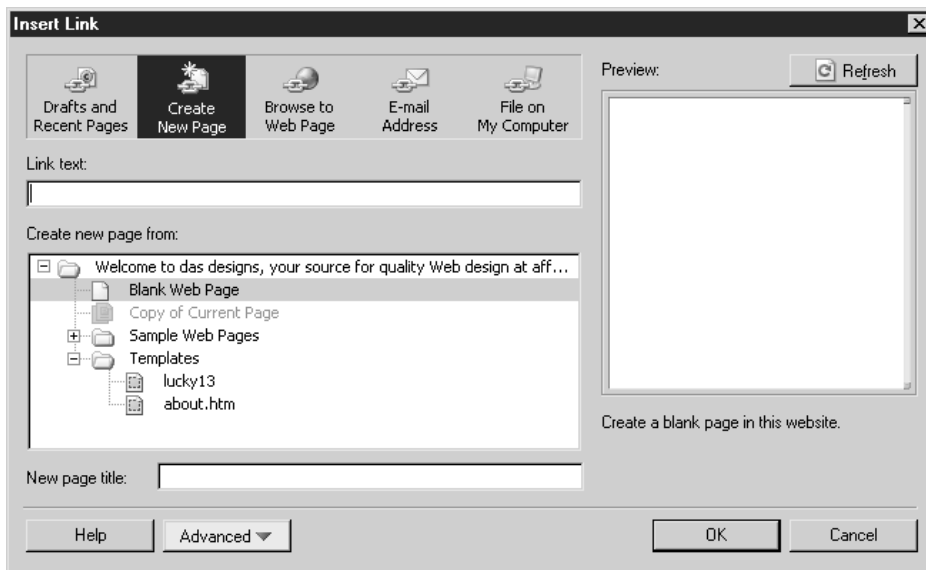 Insert Link
Drafts and
Recent Pages
Create
New Page
Browse to
Web Page
E-mail
Address
File on
My Computer
Preview:
Refresh
Link text:
Create new page from:
Welcome to das designs, your source for quality Web design at aff...
Blank Web Page
Copy of Current Page
Sample Web Pages
Templates
lucky13
about.htm
Create a blank page in this website.
New page title:
Help
Advanced
OK
Cancel